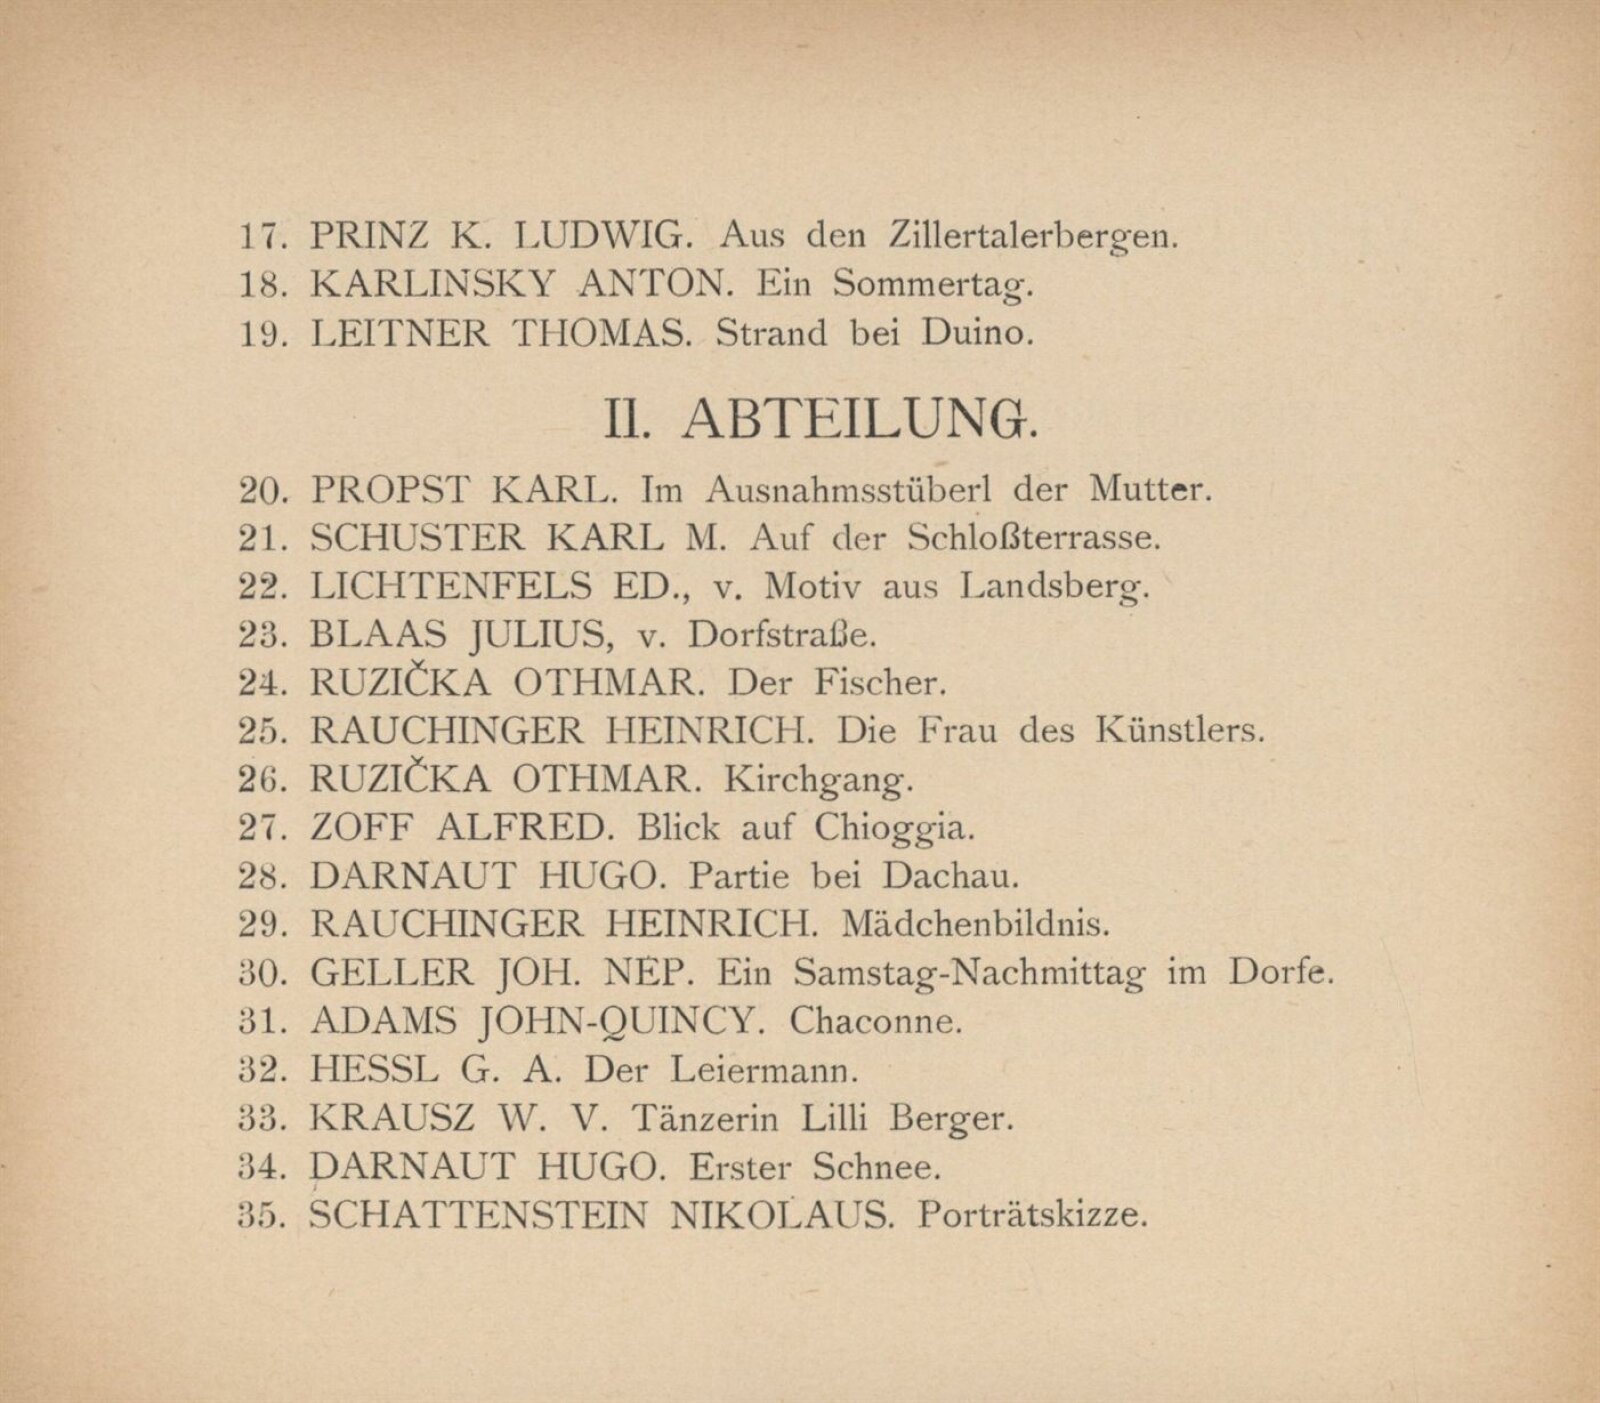 17. PRINZ K. LUDWIG. Aus den Zillertalerbergen.
18. KARLINSKY ANTON. Ein Sommertag.
19. LEITNER THOMAS. Strand bei Duino.
II. ABTEILUNG.
20. PROPST KARL. Im Ausnahmsstüberl der Mutter.
21. SCHUSTER KARL M. Auf der Schloßterrasse.
22. LICHTENFELS ED., v. Motiv aus Landsberg.
23. BLAAS JULIUS, v. Dorfstraße.
24. RUZIČKA OTHMAR. Der Fischer.
25. RAUCHINGER HEINRICH. Die Frau des Künstlers.
26. RUZIČKA OTHMAR. Kirchgang.
27. ZOFF ALFRED. Blick auf Chioggia.
28. DARNAUT HUGO. Partie bei Dachau.
29. RAUCHINGER HEINRICH. Mädchenbildnis.
30. GELLER JOH. NEP. Ein Samstag-Nachmittag im Dorfe.
31. ADAMS JOHN-QUINCY. Chaconne.
32. HESSL G. A. Der Leiermann.
33. KRAUSZ W. V. Tänzerin Lilli Berger.
34. DARNAUT HUGO. Erster Schnee.
35. SCHATTENSTEIN NIKOLAUS. Porträtskizze.